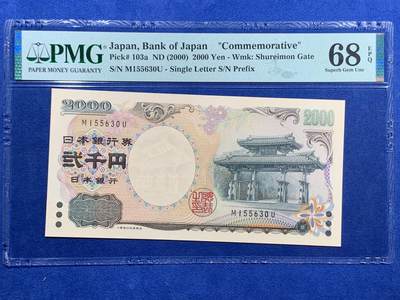 PMG
PAPER MONEY GUARANTY
Japan, Bank of Japan "Commemorative"
Pick# 103a ND (2000) 2000 Yen - Wmk: Shureimon Gate
S/N M155630U - Single Letter S/N Prefix
68 EPQ
Superb Gem Unc
2000
2000
M155630U
日本銀行券
弐千円
日本銀行
M155630U